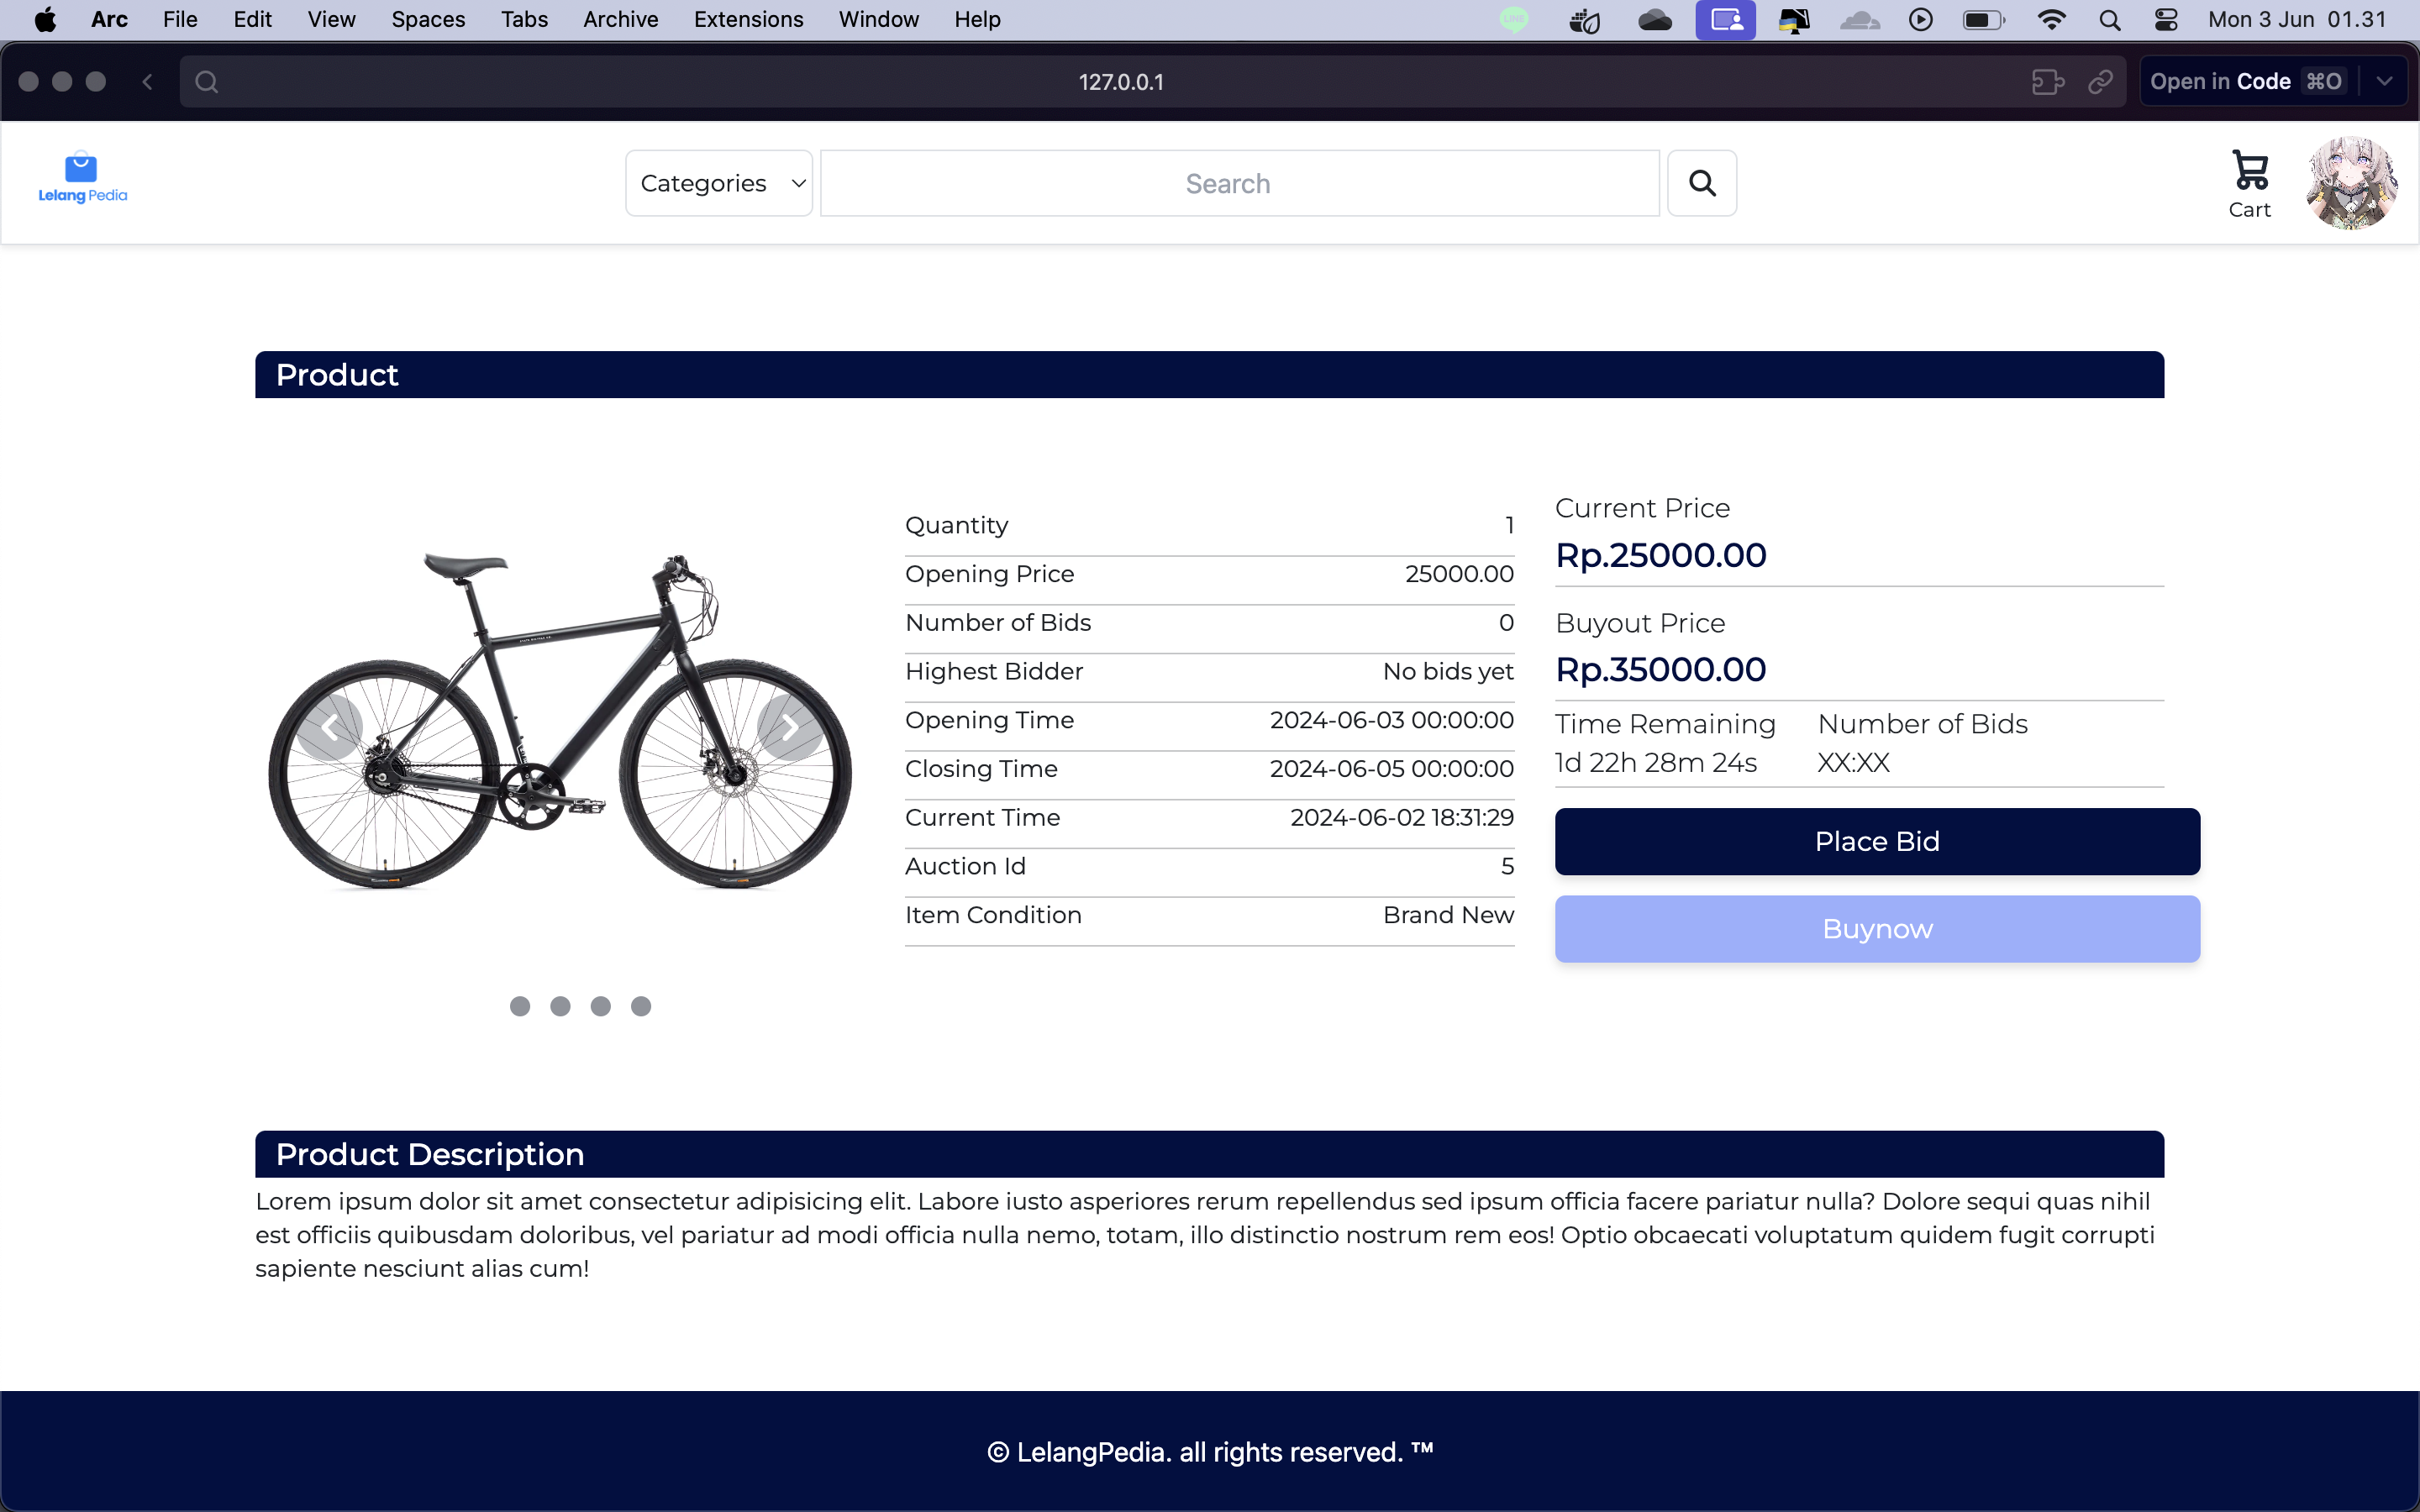 Arc File Edit View Spaces Tabs Archive Extensions Window Help LINE Mon 3 Jun 01.31
127.0.0.1 Open in Code ⌘O
Lelang Pedia
Categories Search
Cart
Product
Quantity 1
Opening Price 25000.00
Number of Bids 0
Highest Bidder No bids yet
Opening Time 2024-06-03 00:00:00
Closing Time 2024-06-05 00:00:00
Current Time 2024-06-02 18:31:29
Auction Id 5
Item Condition Brand New
Current Price
Rp.25000.00
Buyout Price
Rp.35000.00
Time Remaining Number of Bids
1d 22h 28m 24s XX:XX
Place Bid
Buynow
Product Description
Lorem ipsum dolor sit amet consectetur adipisicing elit. Labore iusto asperiores rerum repellendus sed ipsum officia facere pariatur nulla? Dolore sequi quas nihil
est officiis quibusdam doloribus, vel pariatur ad modi officia nulla nemo, totam, illo distinctio nostrum rem eos! Optio obcaecati voluptatum quidem fugit corrupti
sapiente nesciunt alias cum!
© LelangPedia. all rights reserved. ™